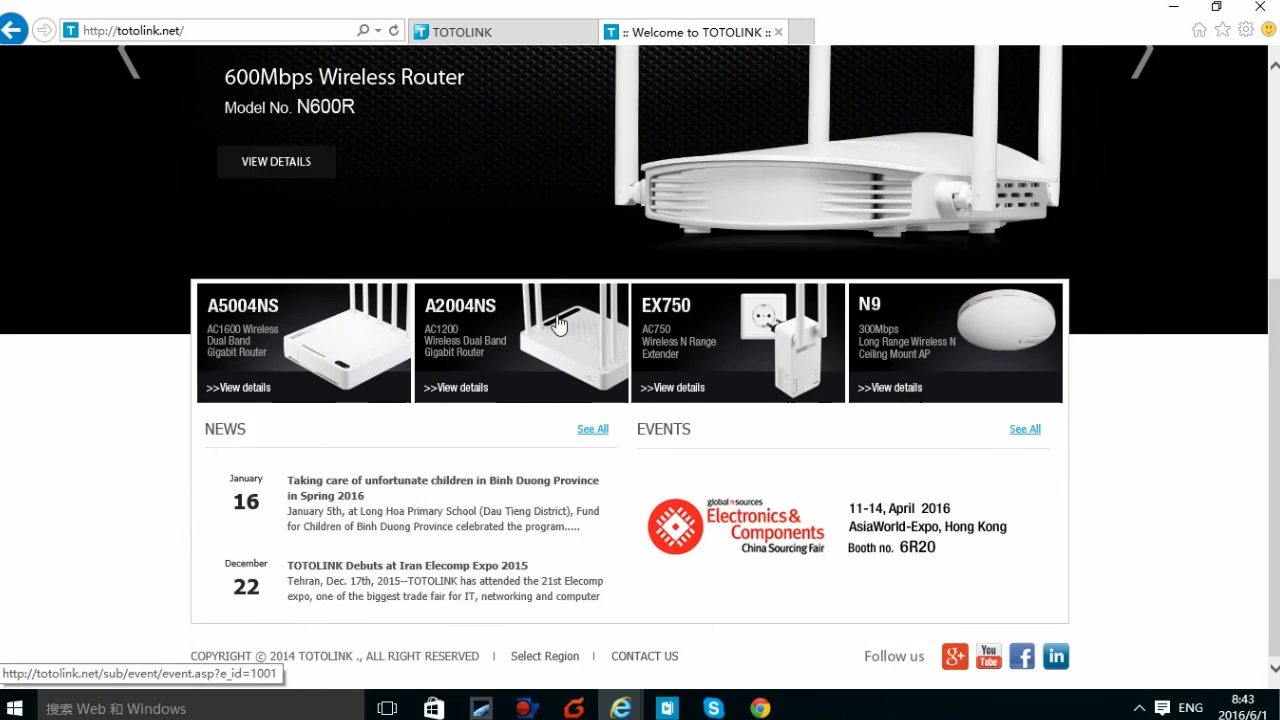 http://totolink.net/
TOTOLINK
:: Welcome to TOTOLINK ::
600Mbps Wireless Router
Model No. N600R
VIEW DETAILS
A5004NS
AC1600 Wireless
Dual Band
Gigabit Router
>>View details
A2004NS
AC1200
Wireless Dual Band
Gigabit Router
>>View details
EX750
AC750
Wireless N Range
Extender
>>View details
N9
300Mbps
Long Range Wireless N
Ceiling Mount AP
>>View details
NEWS
See All
January
16
Taking care of unfortunate children in Binh Duong Province
in Spring 2016
January 5th, at Long Hoa Primary School (Dau Tieng District), Fund
for Children of Binh Duong Province celebrated the program.....
December
22
TOTOLINK Debuts at Iran Elecomp Expo 2015
Tehran, Dec. 17th, 2015--TOTOLINK has attended the 21st Elecomp
expo, one of the biggest trade fair for IT, networking and computer
EVENTS
See All
global sources
Electronics &
Components
China Sourcing Fair
11-14, April 2016
AsiaWorld-Expo, Hong Kong
Booth no. 6R20
COPYRIGHT © 2014 TOTOLINK ., ALL RIGHT RESERVED | Select Region | CONTACT US
Follow us
g+
You
Tube
f
in
http://totolink.net/sub/event/event.asp?e_id=1001
搜索 Web 和 Windows
ENG
8:43
2016/6/1